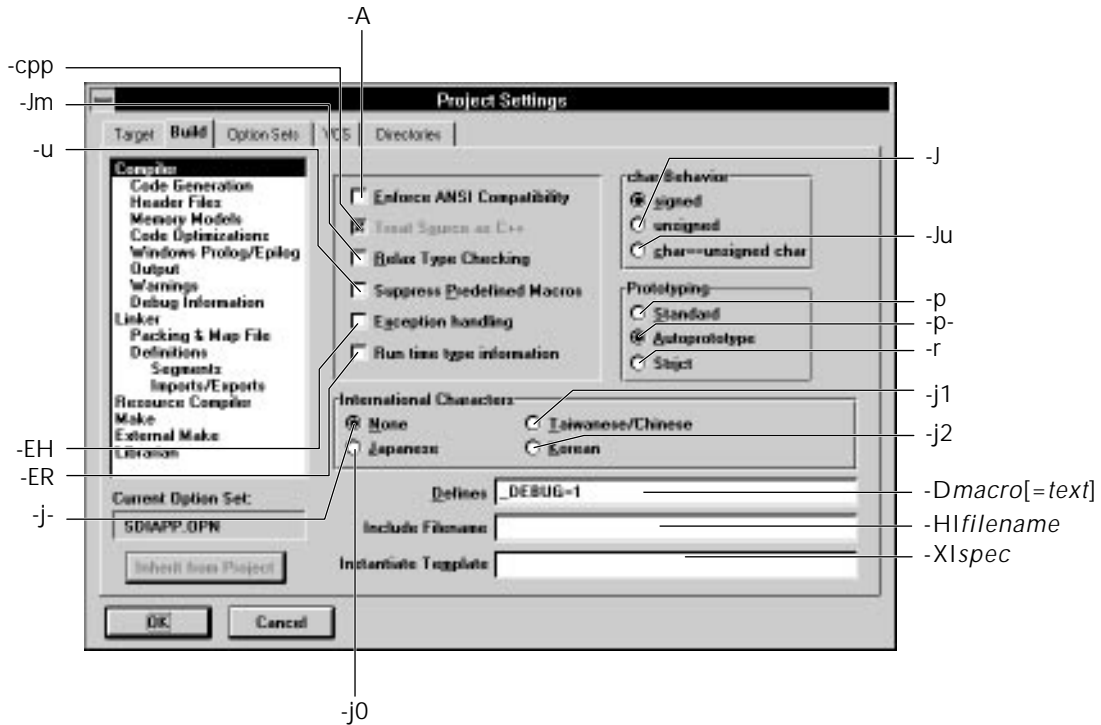 -A
-cpp
-Jm
-u
Project Settings
Target Build Option Sets VCS Directories
Compiler
Code Generation
Header Files
Memory Models
Code Optimizations
Windows Prolog/Epilog
Output
Warnings
Debug Information
Linker
Packing & Map File
Definitions
Segments
Imports/Exports
Resource Compiler
Make
External Make
Librarian
Current Option Set:
SDIAPP.OPN
Inherit from Project
Enforce ANSI Compatibility
Treat Source as C++
Relax Type Checking
Suppress Predefined Macros
Exception handling
Run time type information
char Behavior
signed
unsigned
char==unsigned char
Prototyping
Standard
Autoprototype
Strict
International Characters
None
Taiwanese/Chinese
Japanese
Korean
Defines _DEBUG=1
Include Filename
Instantiate Template
OK Cancel
-J
-Ju
-p
-p-
-r
-j1
-j2
-Dmacro[=text]
-HIfilename
-XIspec
-EH
-ER
-j-
-j0